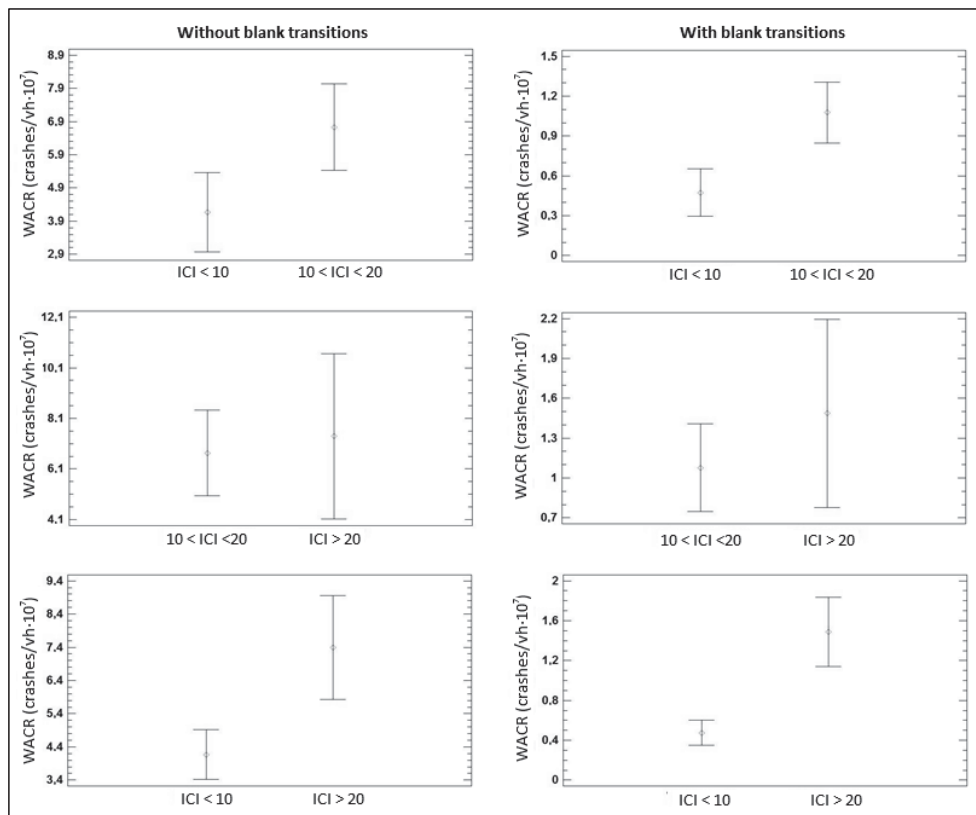 Without blank transitions
WACR (crashes/vh·10⁷)
8.9
7.9
6.9
5.9
4.9
3.9
2.9
ICI < 10 10 < ICI < 20
With blank transitions
WACR (crashes/vh·10⁷)
1.5
1.2
0.9
0.6
0.3
0
ICI < 10 10 < ICI < 20
WACR (crashes/vh·10⁷)
12.1
10.1
8.1
6.1
4.1
10 < ICI <20 ICI > 20
WACR (crashes/vh·10⁷)
2.2
1.9
1.6
1.3
1
0,7
10 < ICI <20 ICI > 20
WACR (crashes/vh·10⁷)
9.4
8.4
7.4
6.4
5.4
4.4
3.4
ICI < 10 ICI > 20
WACR (crashes/vh·10⁷)
2
1.6
1.2
0.8
0.4
0
ICI < 10 ICI > 20